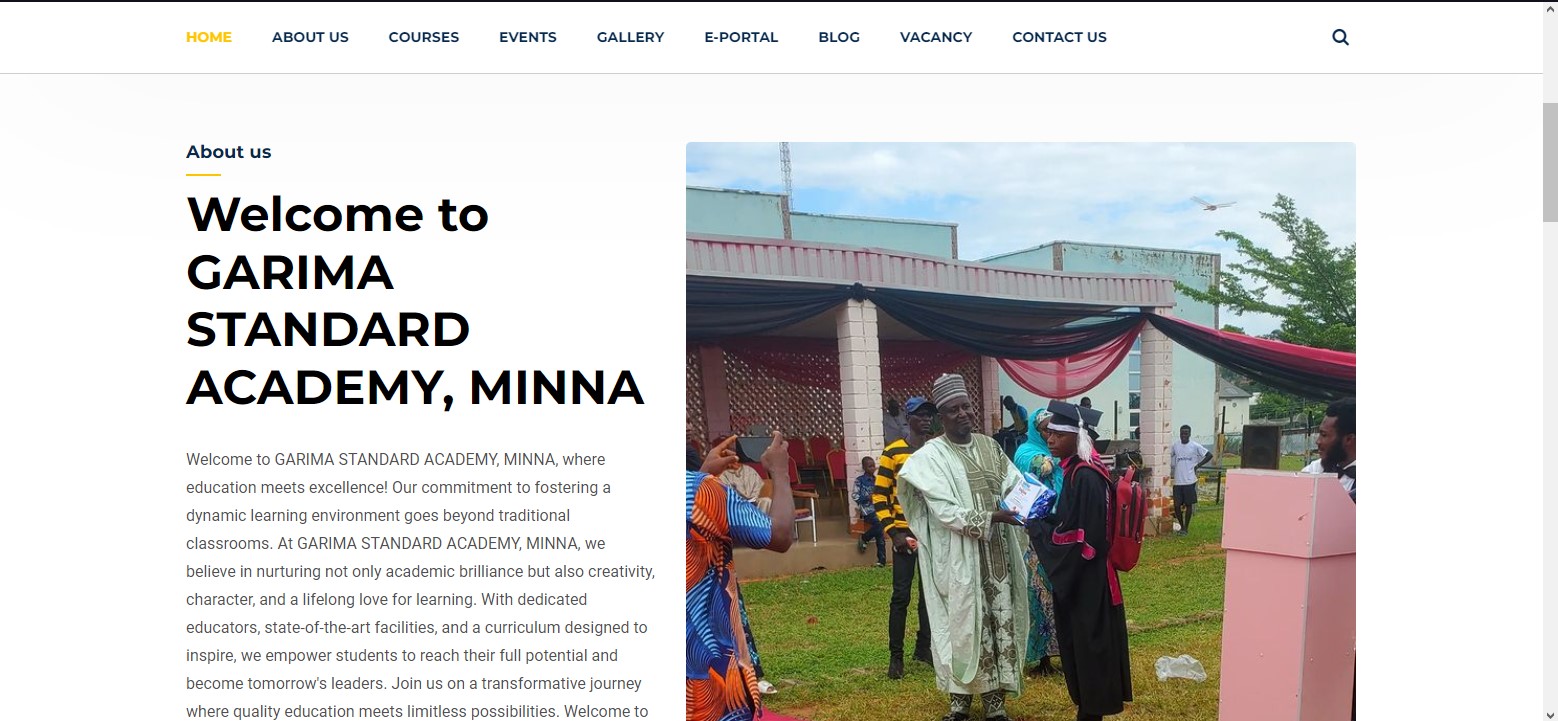 HOME ABOUT US COURSES EVENTS GALLERY E-PORTAL BLOG VACANCY CONTACT US
About us
Welcome to
GARIMA
STANDARD
ACADEMY, MINNA
Welcome to GARIMA STANDARD ACADEMY, MINNA, where
education meets excellence! Our commitment to fostering a
dynamic learning environment goes beyond traditional
classrooms. At GARIMA STANDARD ACADEMY, MINNA, we
believe in nurturing not only academic brilliance but also creativity,
character, and a lifelong love for learning. With dedicated
educators, state-of-the-art facilities, and a curriculum designed to
inspire, we empower students to reach their full potential and
become tomorrow's leaders. Join us on a transformative journey
where quality education meets limitless possibilities. Welcome to